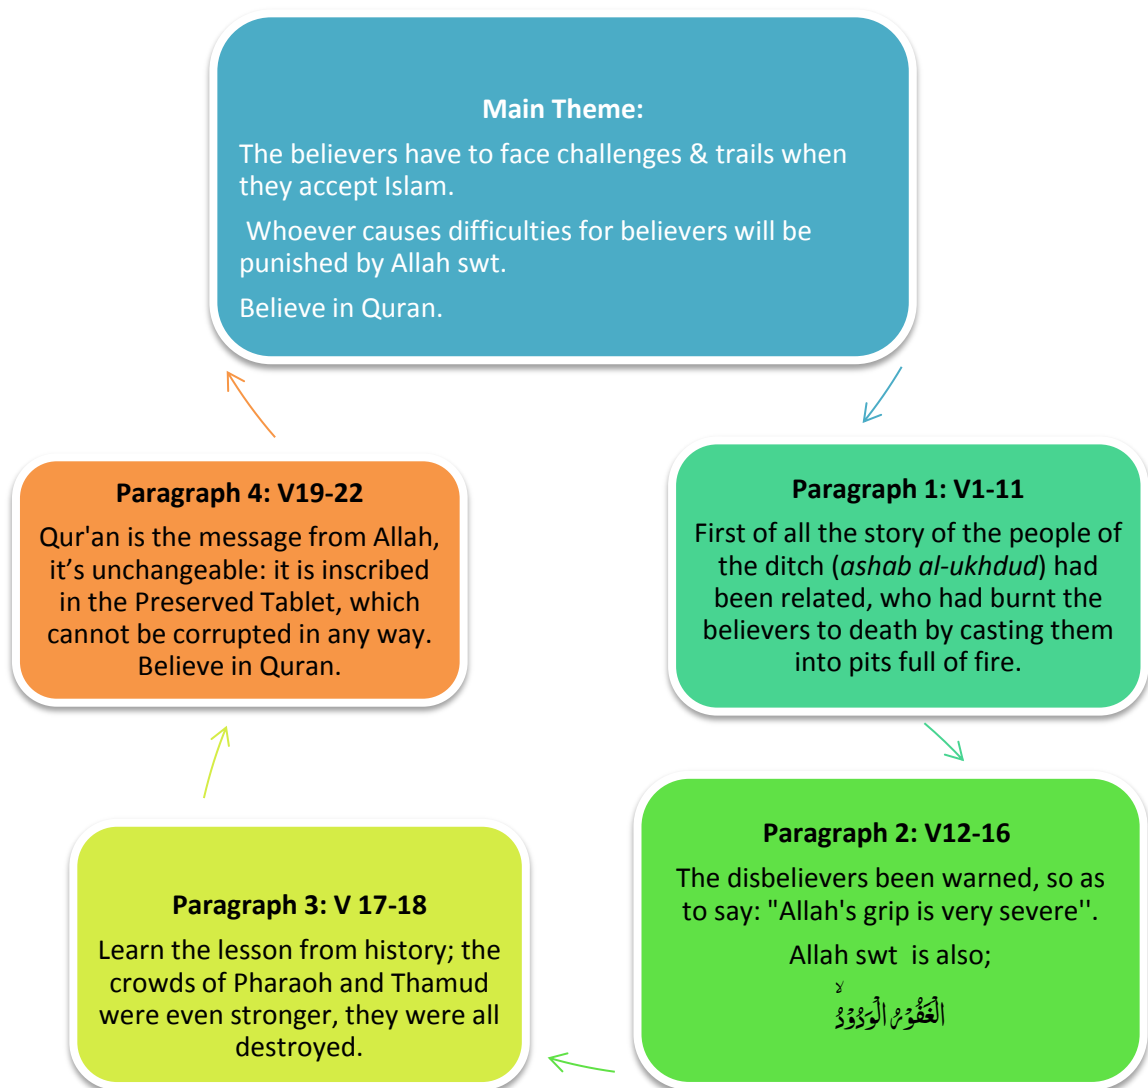 Main Theme:
The believers have to face challenges & trails when
they accept Islam.
Whoever causes difficulties for believers will be
punished by Allah swt.
Believe in Quran.
Paragraph 1: V1-11
First of all the story of the people of
the ditch (ashab al-ukhdud) had
been related, who had burnt the
believers to death by casting them
into pits full of fire.
Paragraph 2: V12-16
The disbelievers been warned, so as
to say: "Allah's grip is very severe''.
Allah swt  is also;
الْغَفُوْرُ الْوَدُوْدُۙ
Paragraph 3: V 17-18
Learn the lesson from history; the
crowds of Pharaoh and Thamud
were even stronger, they were all
destroyed.
Paragraph 4: V19-22
Qur'an is the message from Allah,
it’s unchangeable: it is inscribed
in the Preserved Tablet, which
cannot be corrupted in any way.
Believe in Quran.